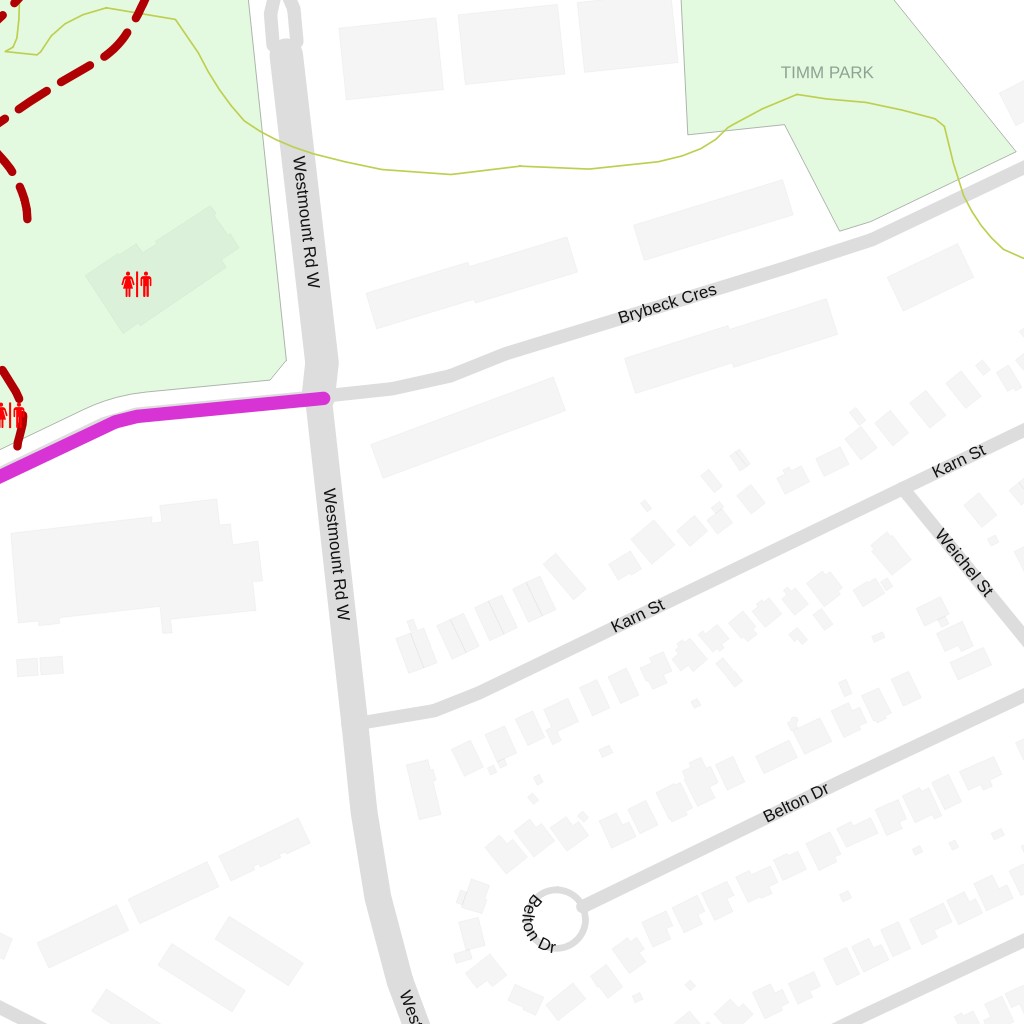 TIMM PARK
Westmount Rd W
Brybeck Cres
Karn St
Westmount Rd W
Weichel St
Karn St
Belton Dr
Belton Dr